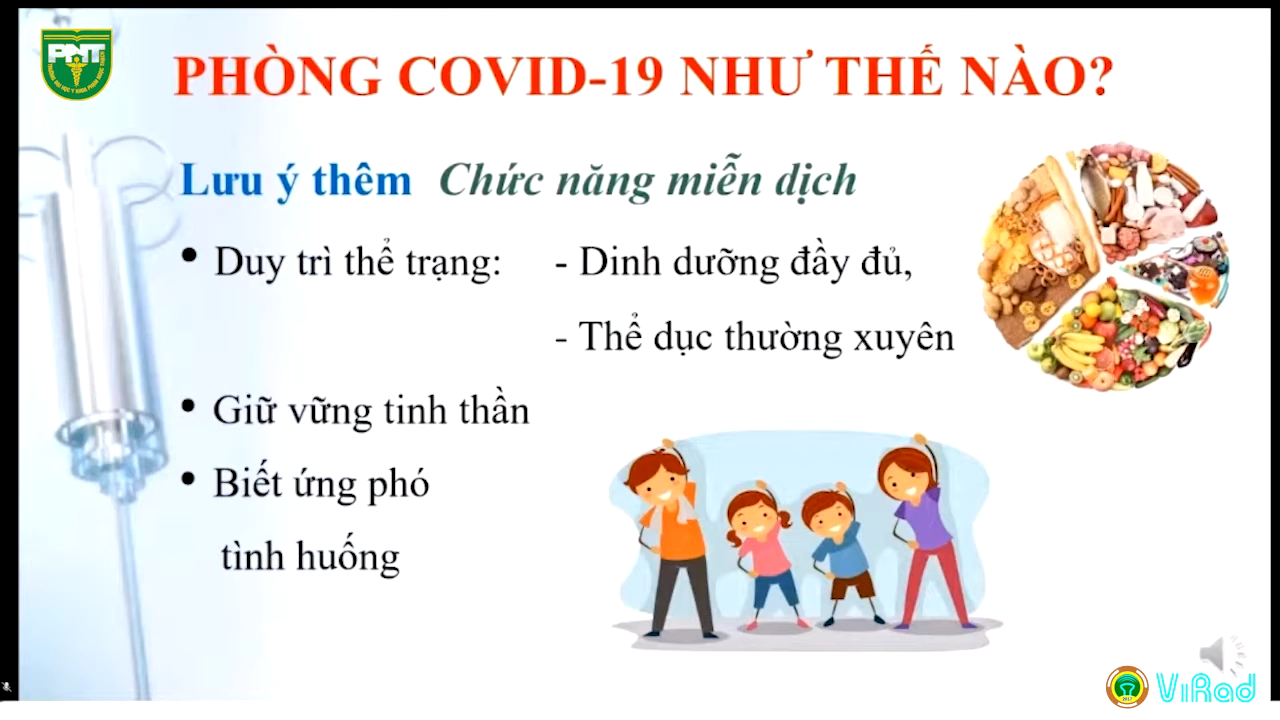 PNT
PHÒNG COVID-19 NHƯ THẾ NÀO?
Lưu ý thêm Chức năng miễn dịch
• Duy trì thể trạng: - Dinh dưỡng đầy đủ,
- Thể dục thường xuyên
• Giữ vững tinh thần
• Biết ứng phó
tình huống
ViRad